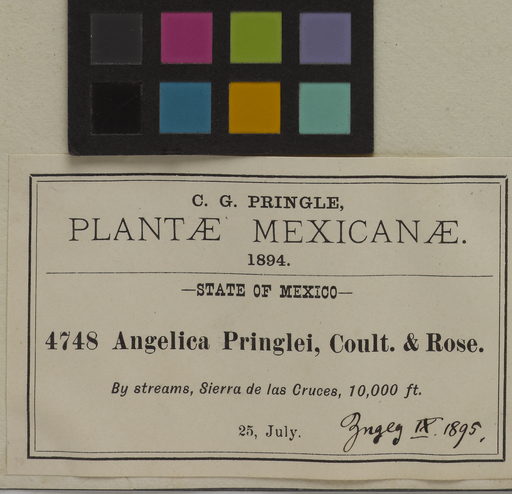 C. G. PRINGLE,
PLANTÆ MEXICANÆ.
1894.
—STATE OF MEXICO—
4748 Angelica Pringlei, Coult. & Rose.
By streams, Sierra de las Cruces, 10,000 ft.
25, July.
IX. 1895.